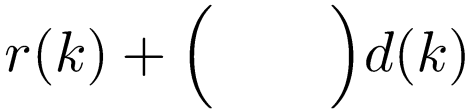 r(k) + (      )d(k)